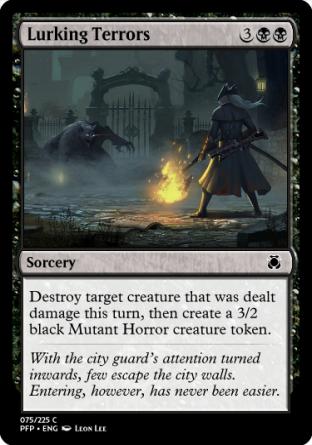 Lurking Terrors 3
Sorcery
Destroy target creature that was dealt
damage this turn, then create a 3/2
black Mutant Horror creature token.
With the city guard's attention turned
inwards, few escape the city walls.
Entering, however, has never been easier.
075/225 C
PFP • ENG Leon Lee